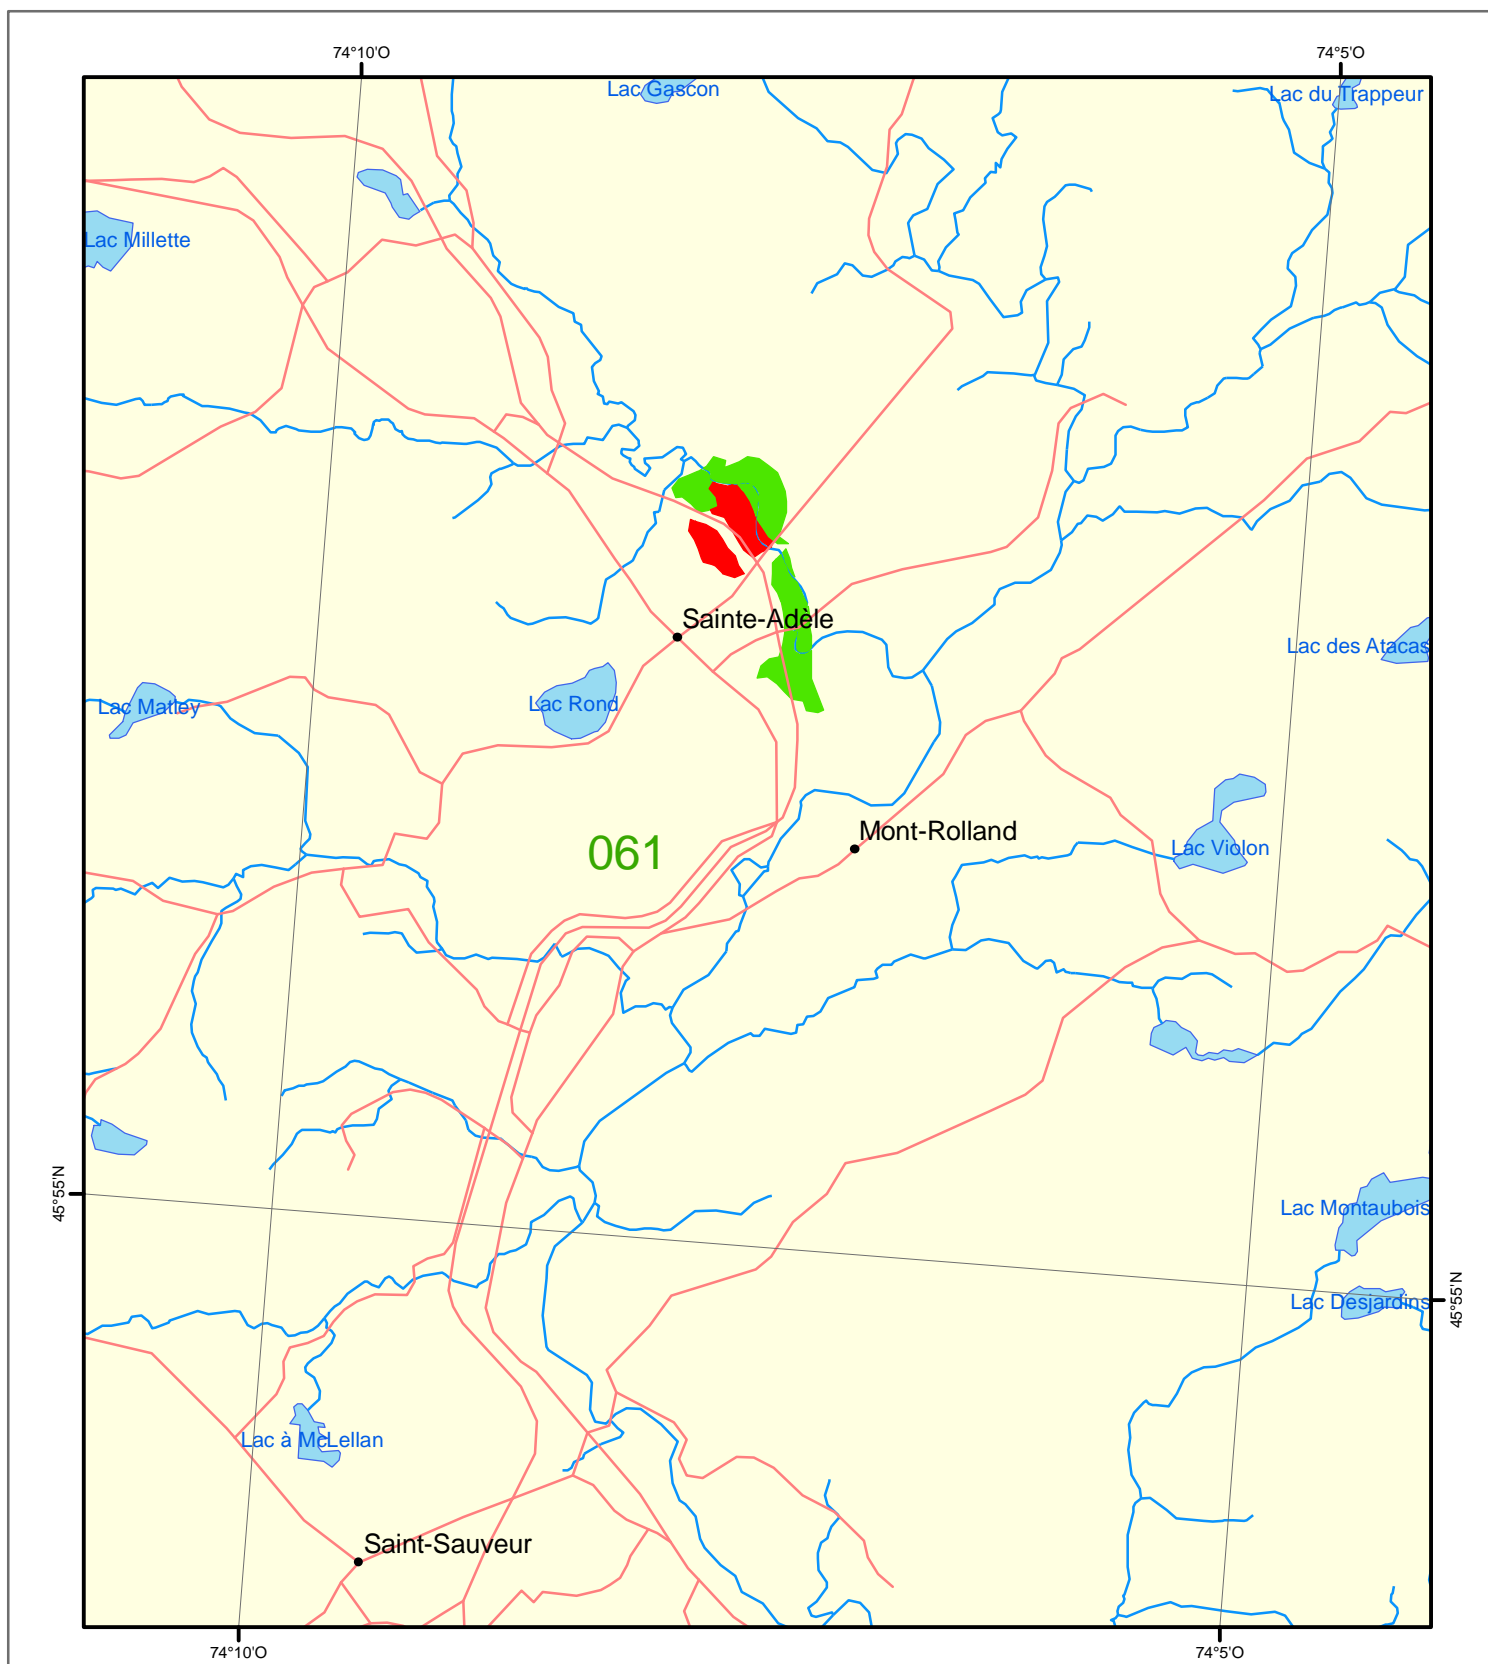 74°10'O
74°5'O
Lac Gascon
Lac du Trappeur
Lac Millette
Sainte-Adèle
Lac des Atacas
Lac Matley
Lac Rond
Mont-Rolland
061
Lac Violon
45°55'N
Lac Montaubois
45°55'N
Lac Desjardins
Lac à McLellan
Saint-Sauveur
74°10'O
74°5'O